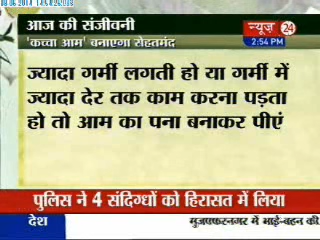 आज की संजीवनी
'कच्चा आम' बनाएगा सेहतमंद
न्यूज़ 24
2:54 PM
ज्यादा गर्मी लगती हो या गर्मी में
ज्यादा देर तक काम करना पड़ता
हो तो आम का पना बनाकर पीएं
पुलिस ने 4 संदिग्धों को हिरासत में लिया
देश
मुजफ्फरनगर में भाई-बहन की